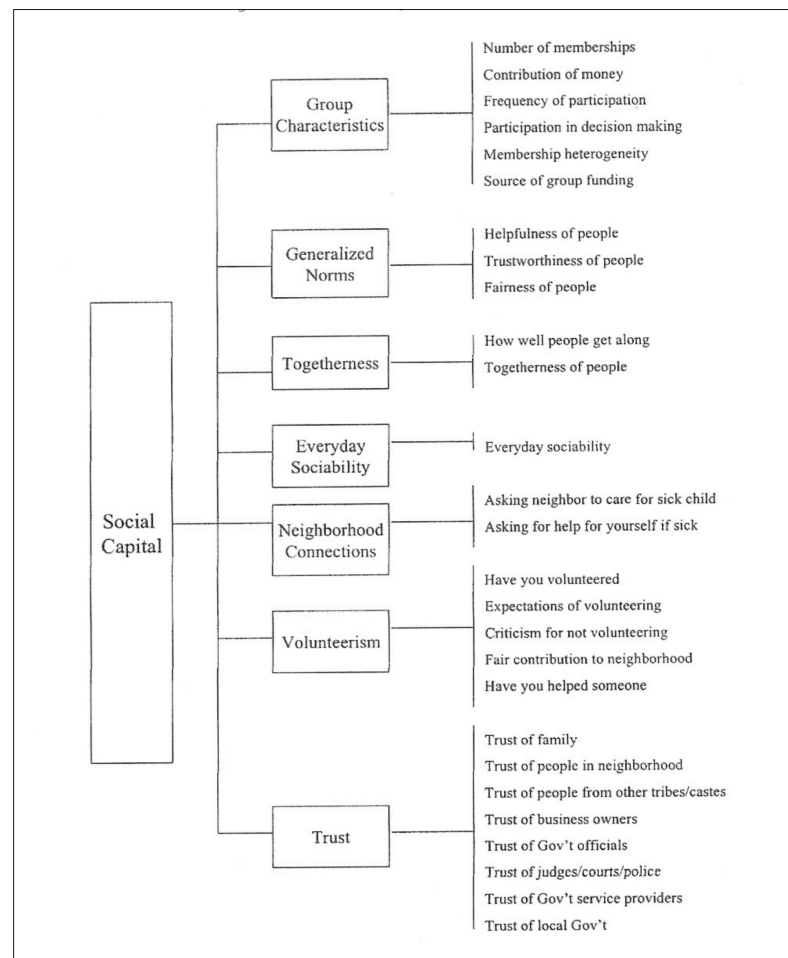 Group
Characteristics
Number of memberships
Contribution of money
Frequency of participation
Participation in decision making
Membership heterogeneity
Source of group funding
Generalized
Norms
Helpfulness of people
Trustworthiness of people
Fairness of people
Togetherness
How well people get along
Togetherness of people
Everyday
Sociability
Everyday sociability
Social
Capital
Neighborhood
Connections
Asking neighbor to care for sick child
Asking for help for yourself if sick
Volunteerism
Have you volunteered
Expectations of volunteering
Criticism for not volunteering
Fair contribution to neighborhood
Have you helped someone
Trust
Trust of family
Trust of people in neighborhood
Trust of people from other tribes/castes
Trust of business owners
Trust of Gov't officials
Trust of judges/courts/police
Trust of Gov't service providers
Trust of local Gov't